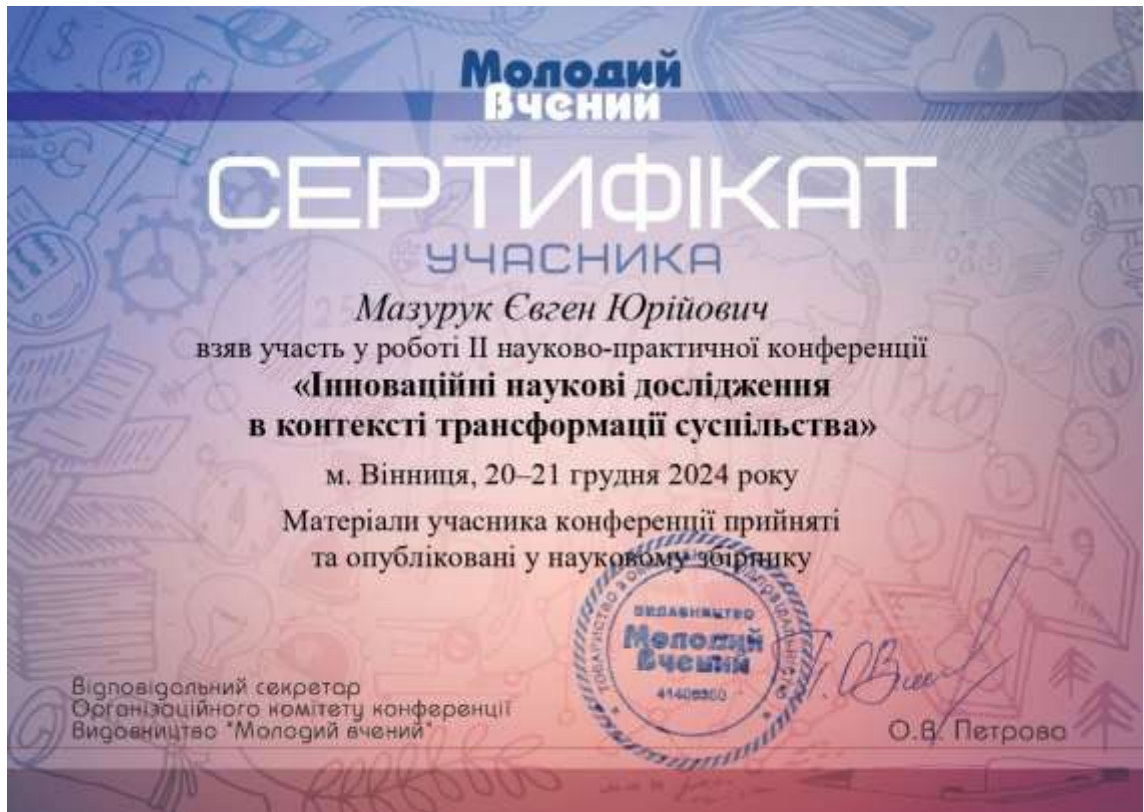 Молодий
Вчений
СЕРТИФІКАТ
УЧАСНИКА
Мазурук Євген Юрійович
взяв участь у роботі II науково-практичної конференції
«Інноваційні наукові дослідження
в контексті трансформації суспільства»
м. Вінниця, 20–21 грудня 2024 року
Матеріали учасника конференції прийняті
та опубліковані у науковому збірнику
ВИДАВНИЦТВО
Молодий
Вчений
Відповідальний секретар
Організаційного комітету конференції
Видовництво "Молодий вчений"
О.В. Петрова